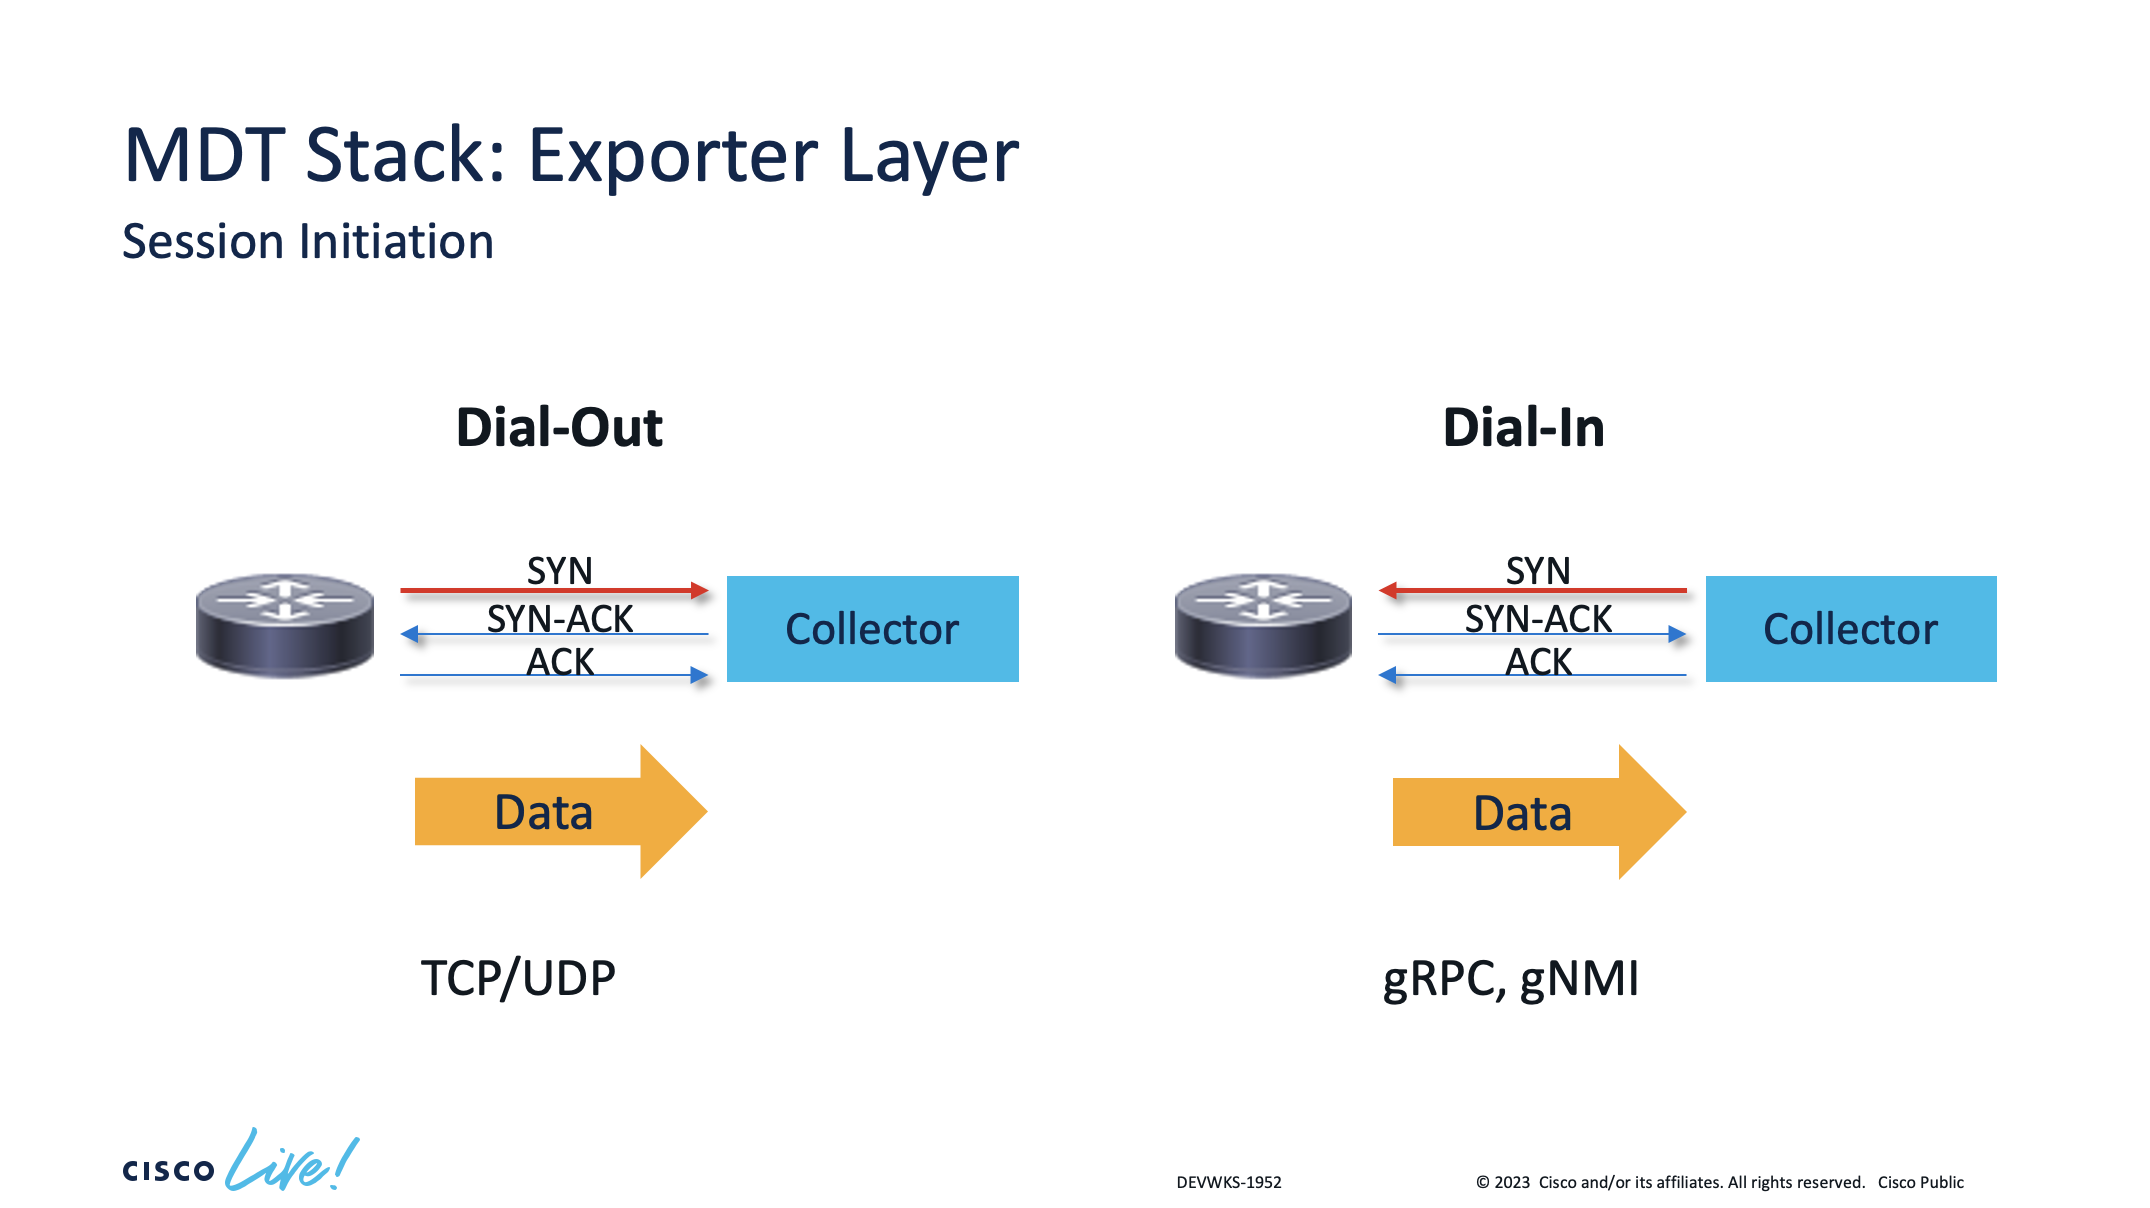 MDT Stack: Exporter Layer
Session Initiation
Dial-Out
SYN
SYN-ACK
ACK
Collector
Data
TCP/UDP
Dial-In
SYN
SYN-ACK
ACK
Collector
Data
gRPC, gNMI
CISCO Live!
DEVWKS-1952
© 2023 Cisco and/or its affiliates. All rights reserved. Cisco Public